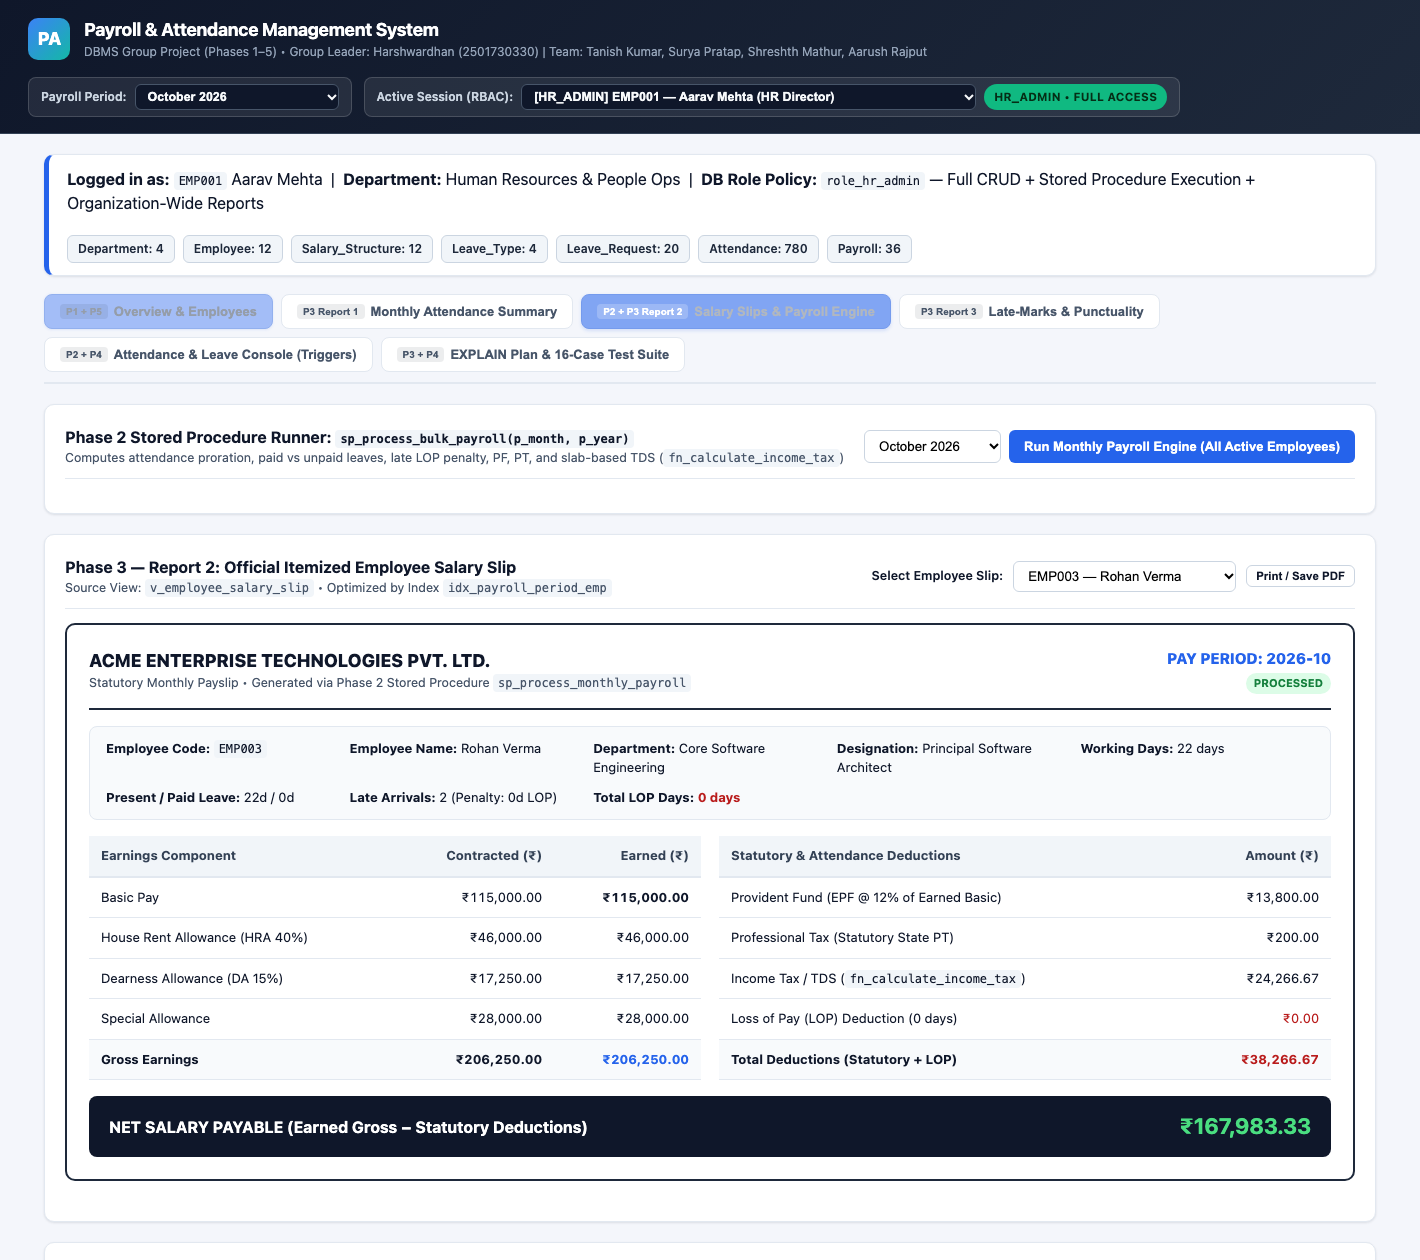 PA
Payroll & Attendance Management System
DBMS Group Project (Phases 1–5) • Group Leader: Harshwardhan (2501730330) | Team: Tanish Kumar, Surya Pratap, Shreshth Mathur, Aarush Rajput
Payroll Period: October 2026 Active Session (RBAC): [HR_ADMIN] EMP001 — Aarav Mehta (HR Director) HR_ADMIN • FULL ACCESS
Logged in as: EMP001 Aarav Mehta | Department: Human Resources & People Ops | DB Role Policy: role_hr_admin — Full CRUD + Stored Procedure Execution +
Organization-Wide Reports
Department: 4 Employee: 12 Salary_Structure: 12 Leave_Type: 4 Leave_Request: 20 Attendance: 780 Payroll: 36
P1 + P5 Overview & Employees P3 Report 1 Monthly Attendance Summary P2 + P3 Report 2 Salary Slips & Payroll Engine P3 Report 3 Late-Marks & Punctuality
P2 + P4 Attendance & Leave Console (Triggers) P3 + P4 EXPLAIN Plan & 16-Case Test Suite
Phase 2 Stored Procedure Runner: sp_process_bulk_payroll(p_month, p_year)
Computes attendance proration, paid vs unpaid leaves, late LOP penalty, PF, PT, and slab-based TDS ( fn_calculate_income_tax )
October 2026 Run Monthly Payroll Engine (All Active Employees)
Phase 3 — Report 2: Official Itemized Employee Salary Slip
Source View: v_employee_salary_slip • Optimized by Index idx_payroll_period_emp
Select Employee Slip: EMP003 — Rohan Verma Print / Save PDF
ACME ENTERPRISE TECHNOLOGIES PVT. LTD.
Statutory Monthly Payslip • Generated via Phase 2 Stored Procedure sp_process_monthly_payroll
PAY PERIOD: 2026-10
PROCESSED
Employee Code: EMP003 Employee Name: Rohan Verma Department: Core Software Engineering Designation: Principal Software Architect Working Days: 22 days
Present / Paid Leave: 22d / 0d Late Arrivals: 2 (Penalty: 0d LOP) Total LOP Days: 0 days
Earnings Component Contracted (₹) Earned (₹)
Basic Pay ₹115,000.00 ₹115,000.00
House Rent Allowance (HRA 40%) ₹46,000.00 ₹46,000.00
Dearness Allowance (DA 15%) ₹17,250.00 ₹17,250.00
Special Allowance ₹28,000.00 ₹28,000.00
Gross Earnings ₹206,250.00 ₹206,250.00
Statutory & Attendance Deductions Amount (₹)
Provident Fund (EPF @ 12% of Earned Basic) ₹13,800.00
Professional Tax (Statutory State PT) ₹200.00
Income Tax / TDS ( fn_calculate_income_tax ) ₹24,266.67
Loss of Pay (LOP) Deduction (0 days) ₹0.00
Total Deductions (Statutory + LOP) ₹38,266.67
NET SALARY PAYABLE (Earned Gross – Statutory Deductions) ₹167,983.33